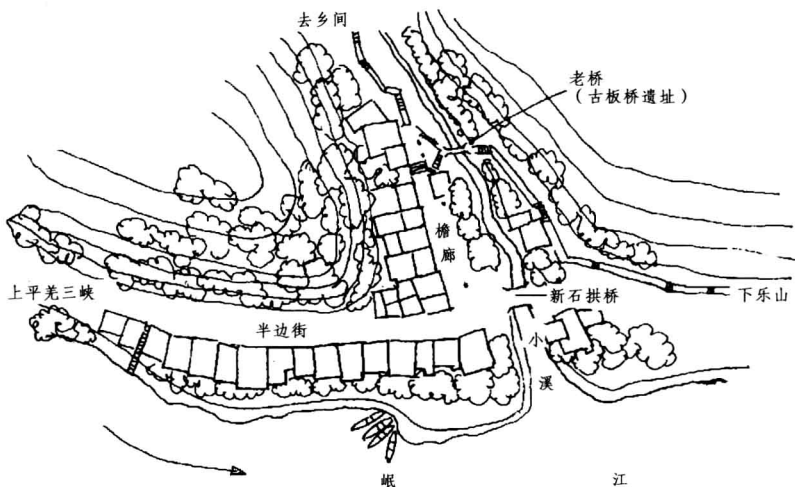 去乡间
老桥
（古板桥遗址）
檐廊
上平羌三峡
新石拱桥
下乐山
半边街
小溪
岷江